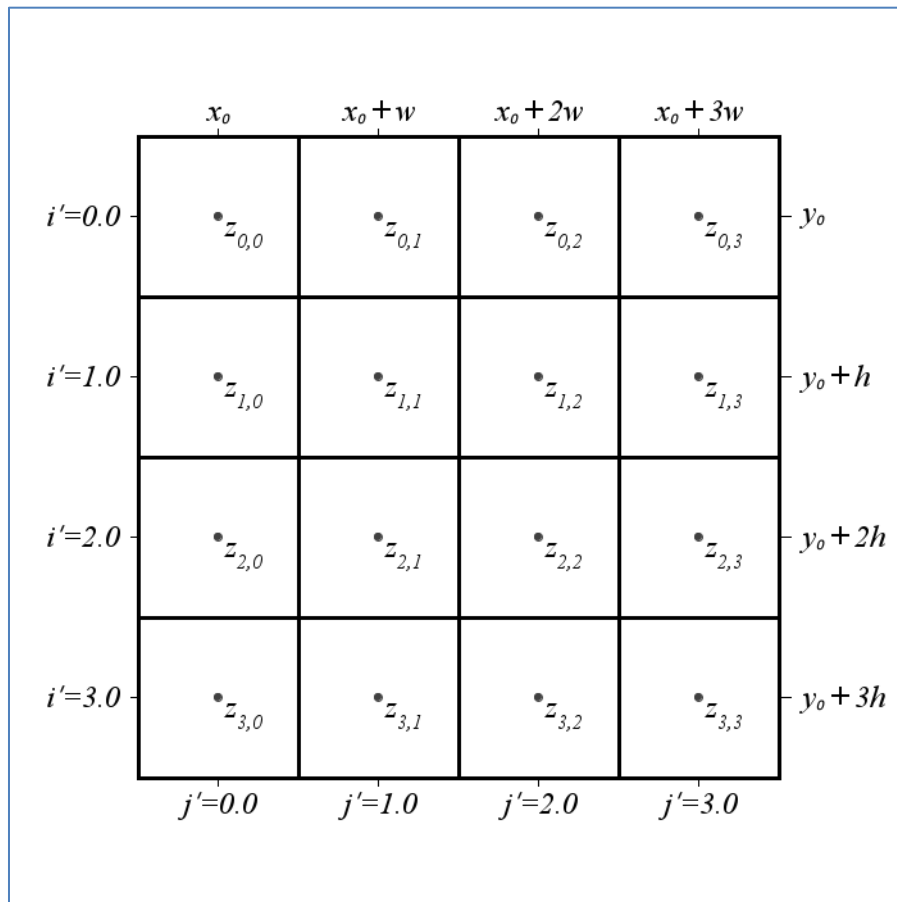 x₀ x₀+w x₀+2w x₀+3w
i'=0.0 z₀,₀ z₀,₁ z₀,₂ z₀,₃ y₀
i'=1.0 z₁,₀ z₁,₁ z₁,₂ z₁,₃ y₀+h
i'=2.0 z₂,₀ z₂,₁ z₂,₂ z₂,₃ y₀+2h
i'=3.0 z₃,₀ z₃,₁ z₃,₂ z₃,₃ y₀+3h
j'=0.0 j'=1.0 j'=2.0 j'=3.0